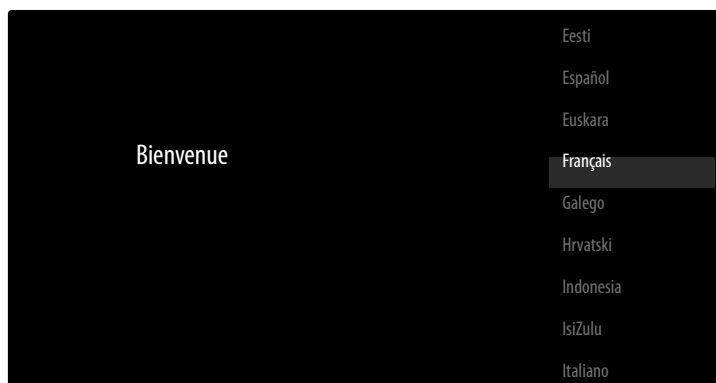 Bienvenue
Eesti
Español
Euskara
Français
Galego
Hrvatski
Indonesia
IsiZulu
Italiano